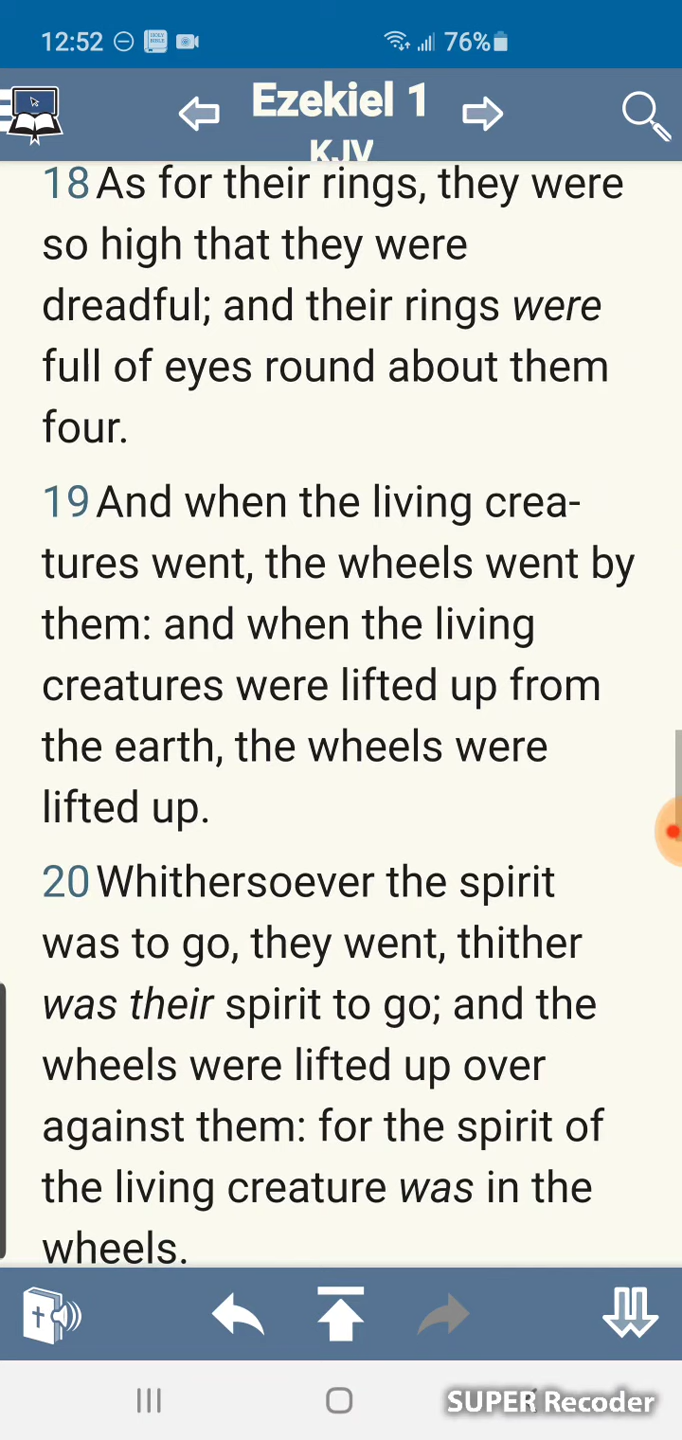 12:52 76%
Ezekiel 1
KJV
18 As for their rings, they were
so high that they were
dreadful; and their rings were
full of eyes round about them
four.
19 And when the living crea-
tures went, the wheels went by
them: and when the living
creatures were lifted up from
the earth, the wheels were
lifted up.
20 Whithersoever the spirit
was to go, they went, thither
was their spirit to go; and the
wheels were lifted up over
against them: for the spirit of
the living creature was in the
wheels.
SUPER Recoder